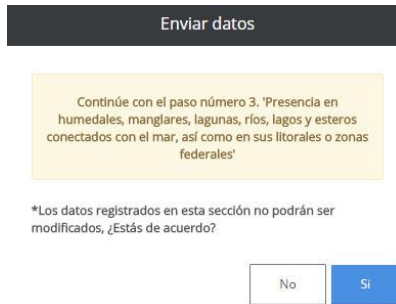 Enviar datos
Continúe con el paso número 3. 'Presencia en
humedales, manglares, lagunas, ríos, lagos y esteros
conectados con el mar, así como en sus litorales o zonas
federales'
*Los datos registrados en esta sección no podrán ser
modificados, ¿Estás de acuerdo?
No
Si